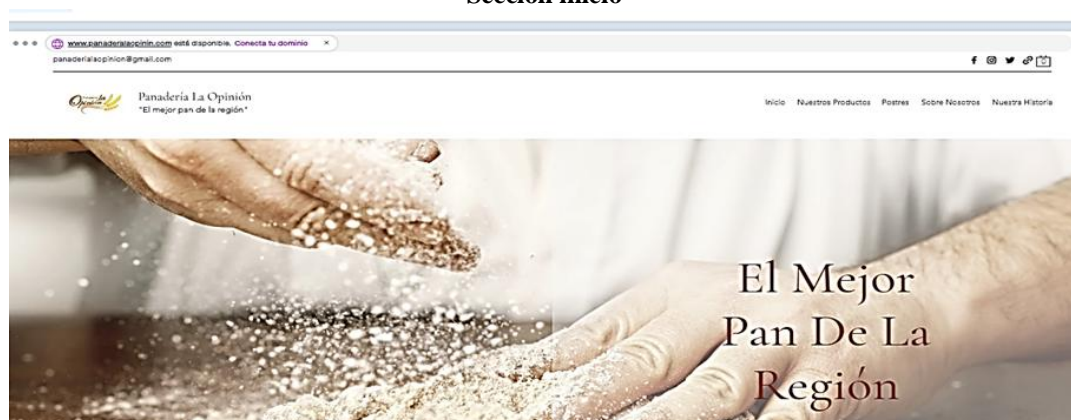 Sección Inicio
www.panaderialaopinin.com está disponible. Conecta tu dominio ×
panaderialaopinion@gmail.com
Opinión
Panadería La Opinión
"El mejor pan de la región"
Inicio Nuestros Productos Postres Sobre Nosotros Nuestra Historia
El Mejor
Pan De La
Región